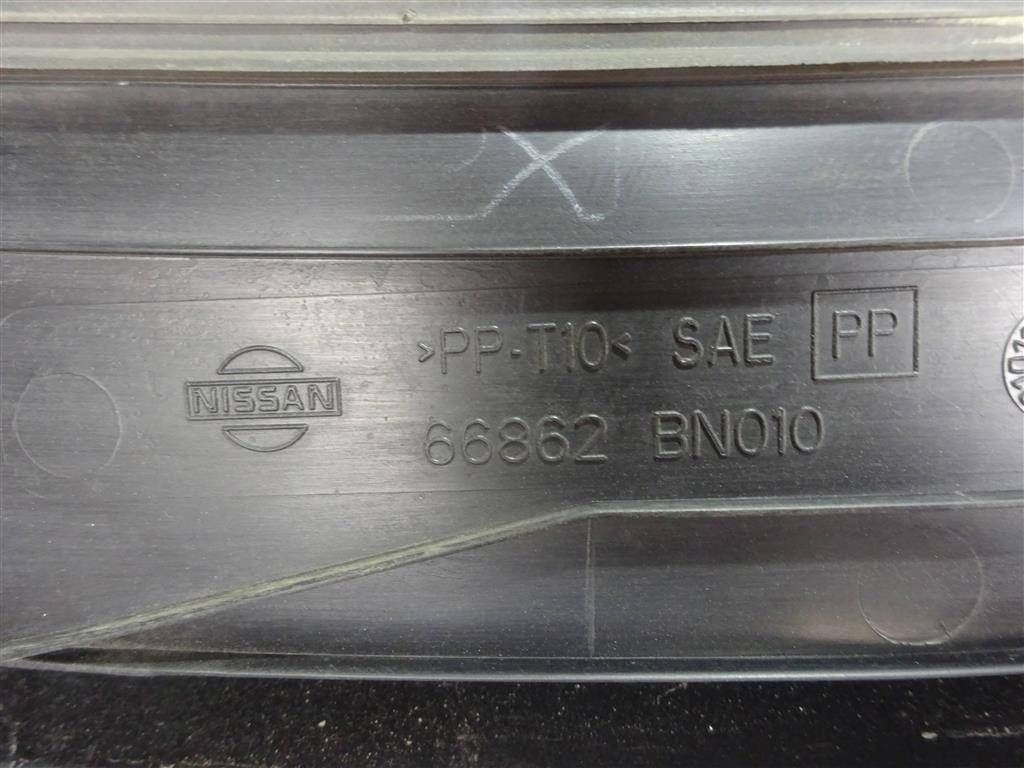 >PP-T10< SAE PP
NISSAN
66862 BN010